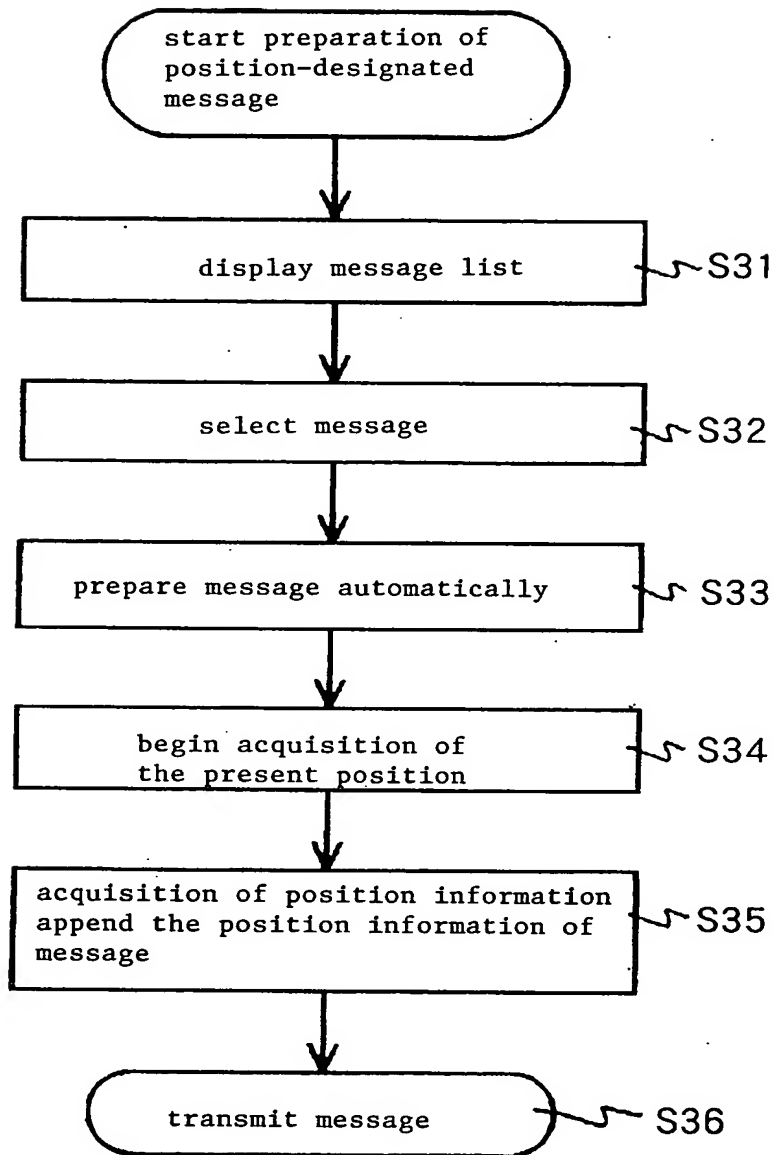 start preparation of
position-designated
message
display message list
S31
select message
S32
prepare message automatically
S33
begin acquisition of
the present position
S34
acquisition of position information
append the position information of
message
S35
transmit message
S36